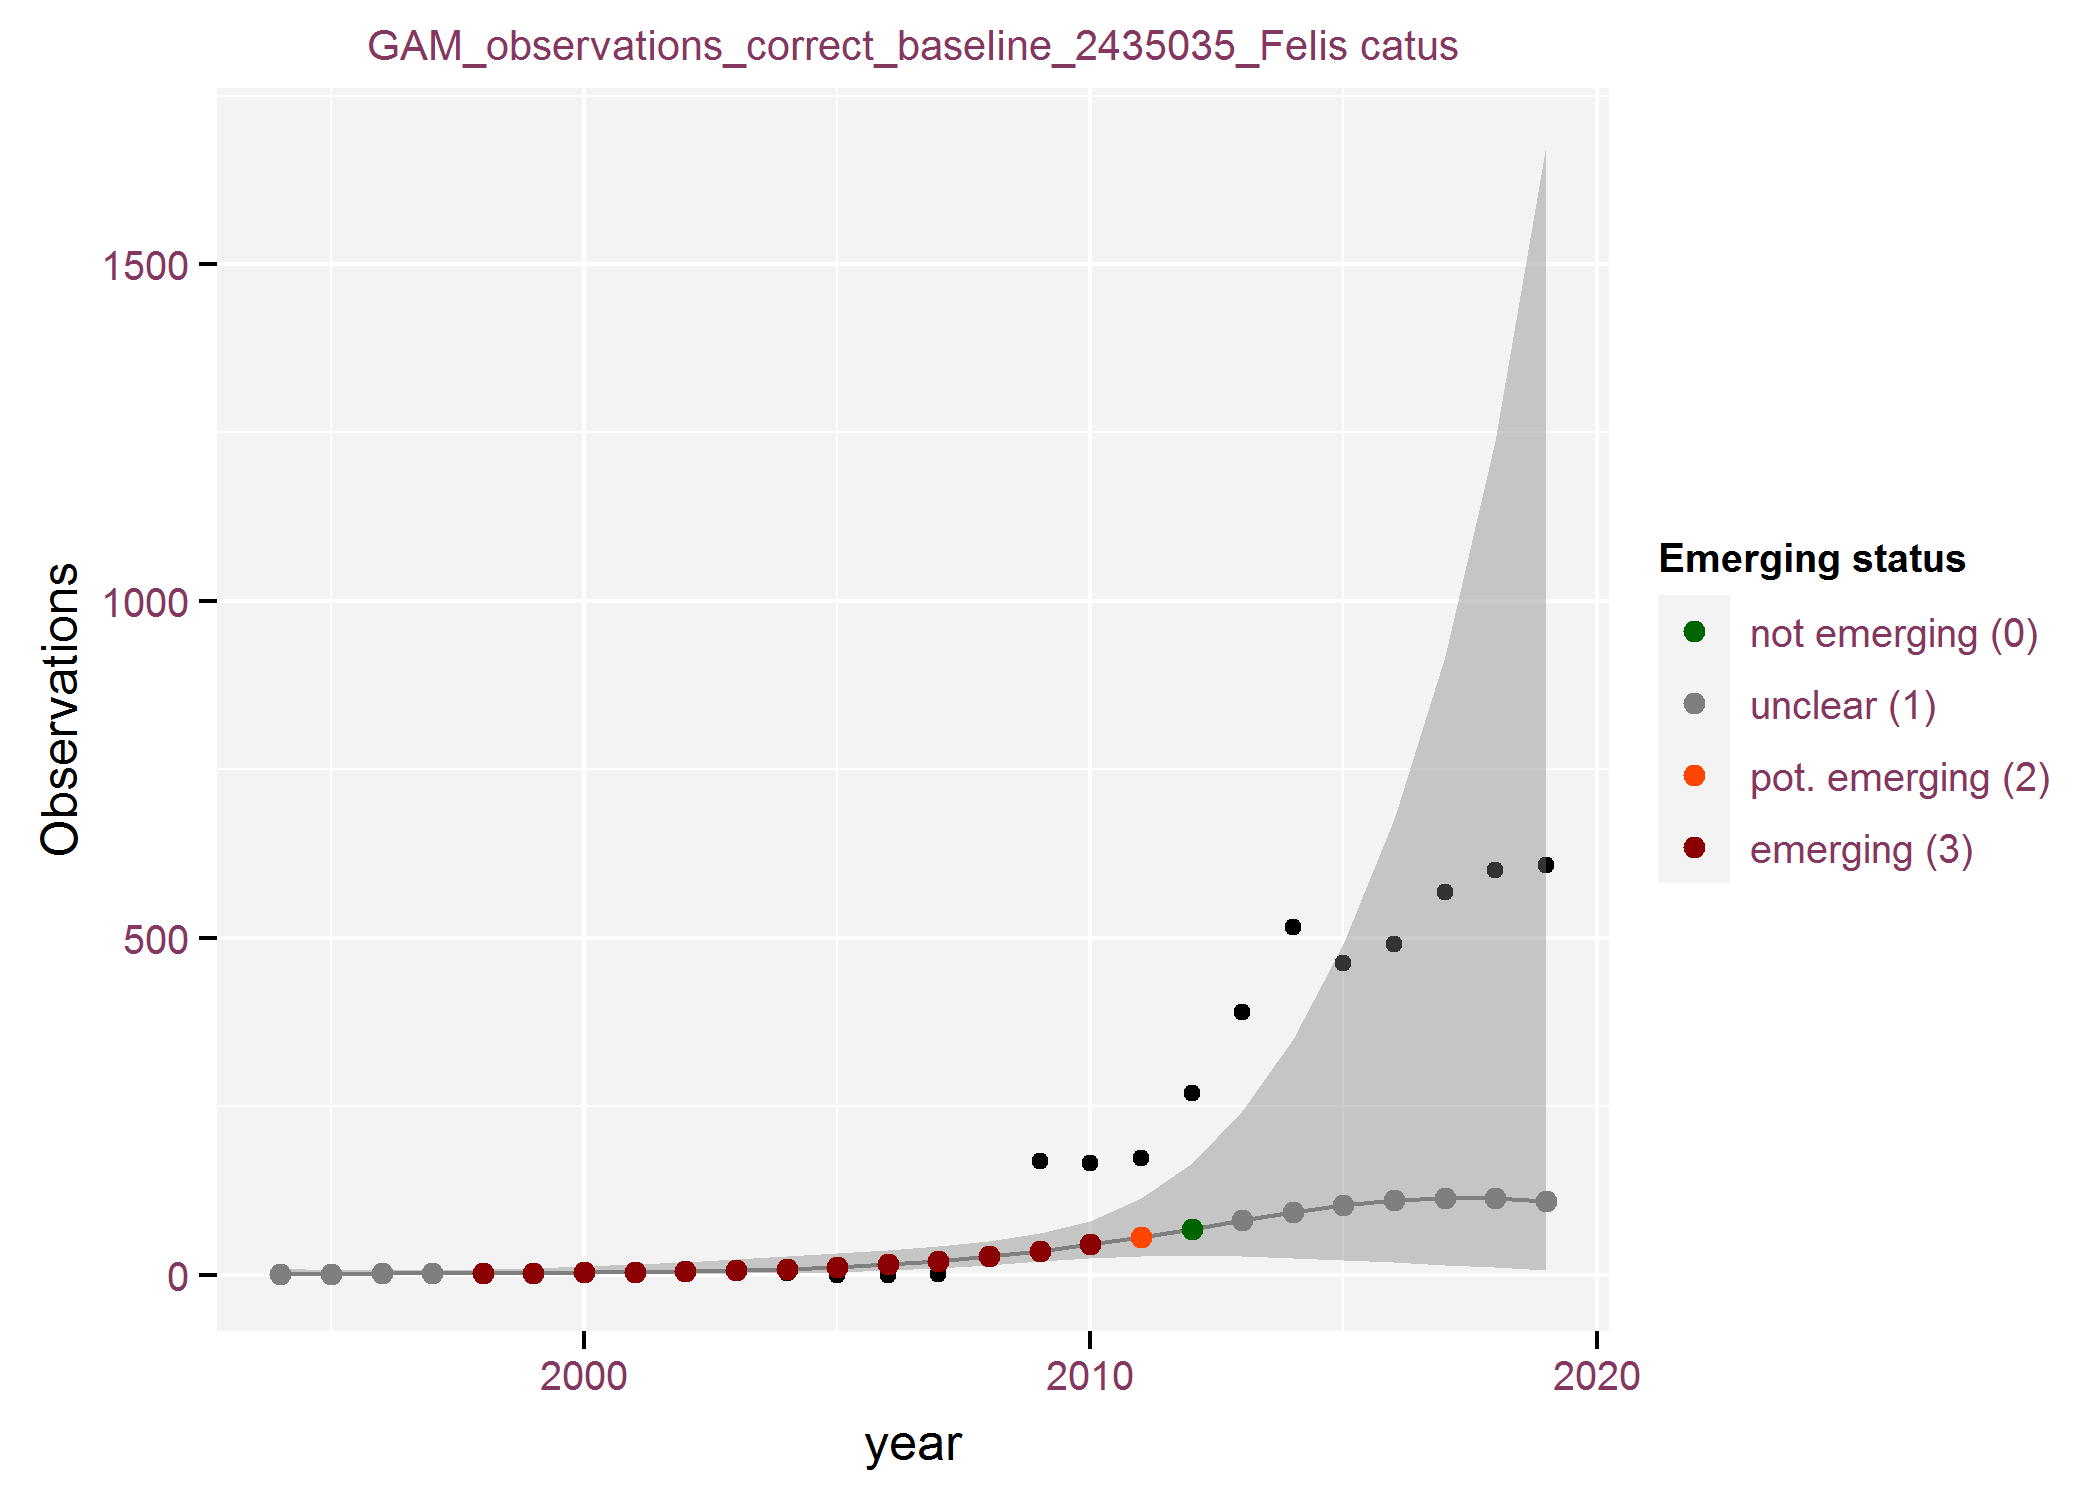 GAM_observations_correct_baseline_2435035_Felis catus
Observations
1500
1000
500
0
2000
2010
2020
year
Emerging status
not emerging (0)
unclear (1)
pot. emerging (2)
emerging (3)